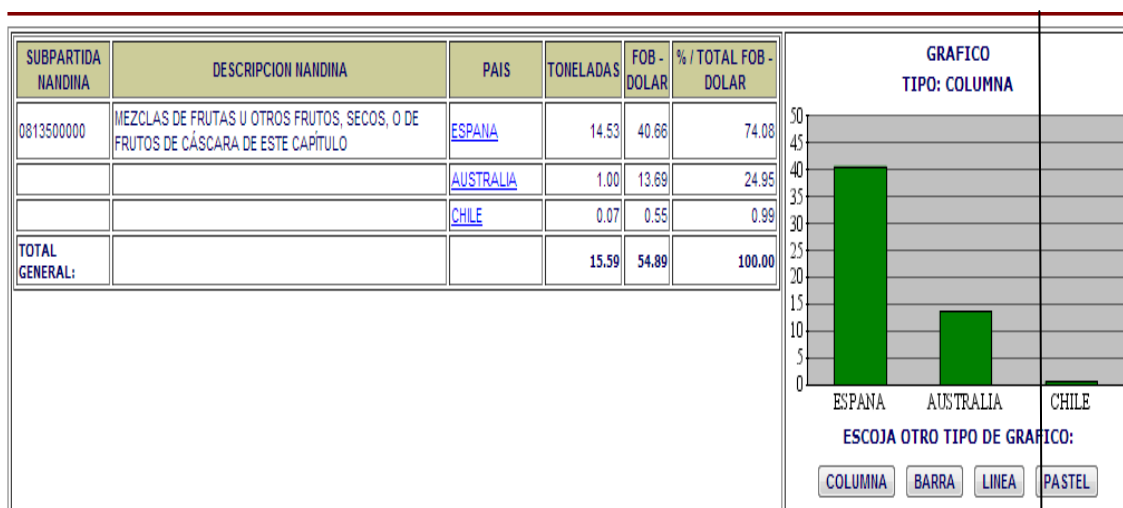 SUBPARTIDA NANDINA DESCRIPCION NANDINA PAIS TONELADAS FOB - DOLAR % / TOTAL FOB - DOLAR
0813500000 MEZCLAS DE FRUTAS U OTROS FRUTOS, SECOS, O DE
FRUTOS DE CÁSCARA DE ESTE CAPÍTULO ESPANA 14.53 40.66 74.08
AUSTRALIA 1.00 13.69 24.95
CHILE 0.07 0.55 0.99
TOTAL GENERAL: 15.59 54.89 100.00
GRAFICO
TIPO: COLUMNA
50
45
40
35
30
25
20
15
10
5
0
ESPANA AUSTRALIA CHILE
ESCOJA OTRO TIPO DE GRAFICO:
COLUMNA BARRA LINEA PASTEL